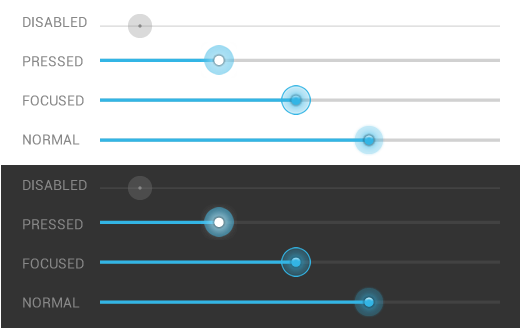 DISABLED
PRESSED
FOCUSED
NORMAL
DISABLED
PRESSED
FOCUSED
NORMAL